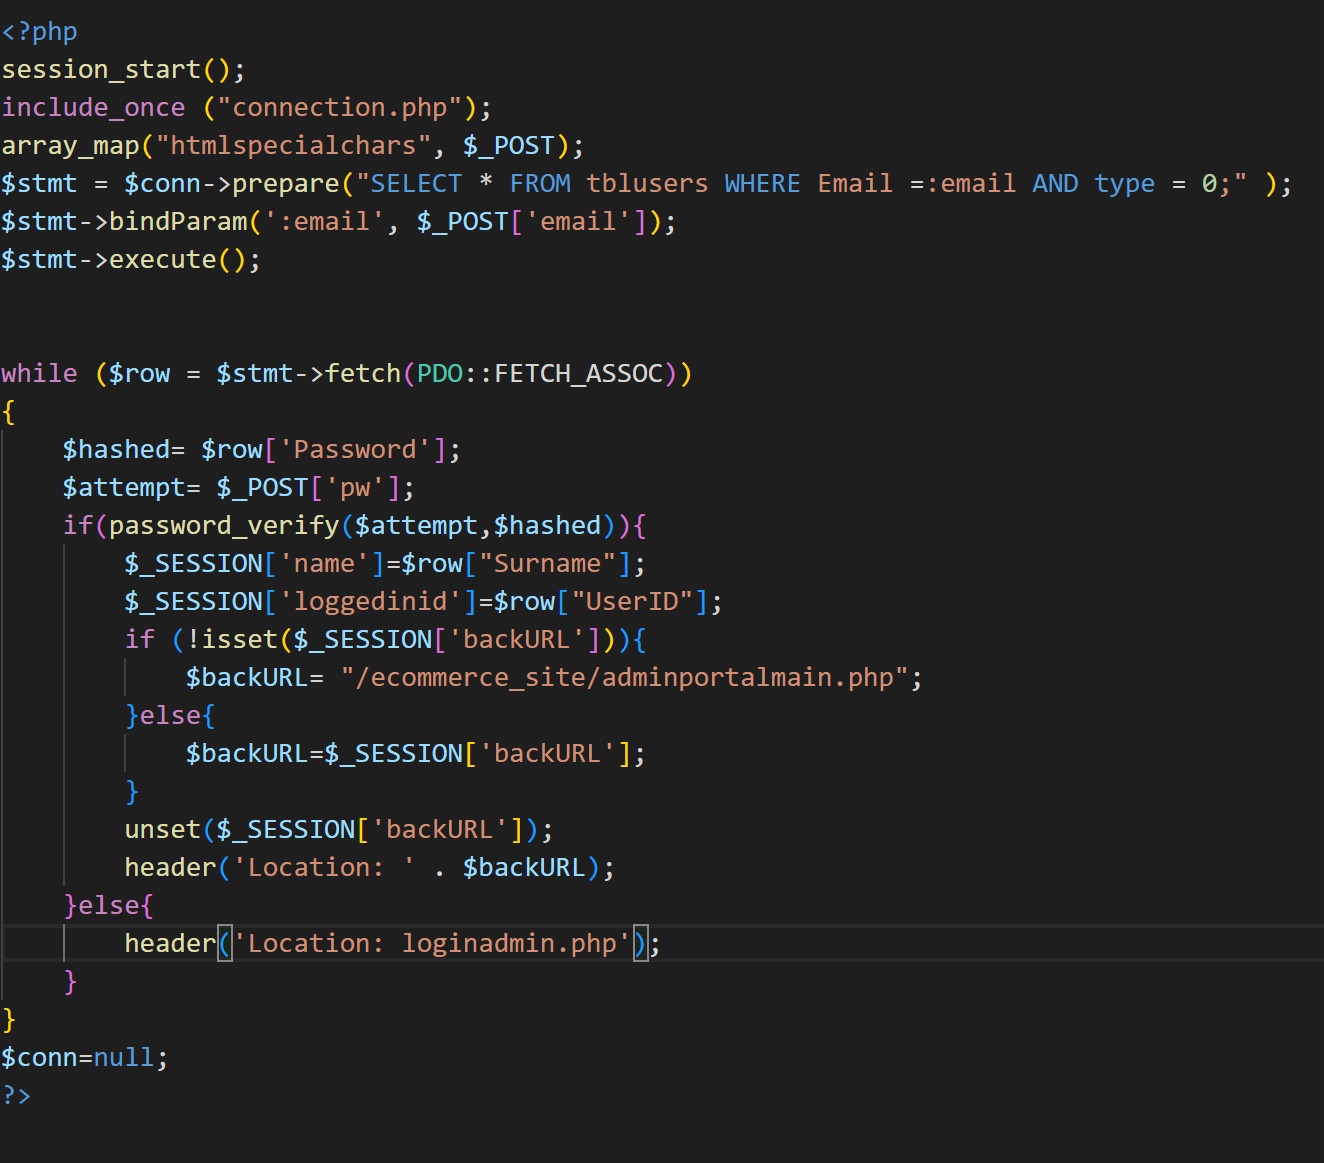 <?php
session_start();
include_once ("connection.php");
array_map("htmlspecialchars", $_POST);
$stmt = $conn->prepare("SELECT * FROM tblusers WHERE Email =:email AND type = 0;" );
$stmt->bindParam(':email', $_POST['email']);
$stmt->execute();
while ($row = $stmt->fetch(PDO::FETCH_ASSOC))
{
    $hashed= $row['Password'];
    $attempt= $_POST['pw'];
    if(password_verify($attempt,$hashed)){
        $_SESSION['name']=$row["Surname"];
        $_SESSION['loggedinid']=$row["UserID"];
        if (!isset($_SESSION['backURL'])){
            $backURL= "/ecommerce_site/adminportalmain.php";
        }else{
            $backURL=$_SESSION['backURL'];
        }
        unset($_SESSION['backURL']);
        header('Location: ' . $backURL);
    }else{
        header('Location: loginadmin.php');
    }
}
$conn=null;
?>